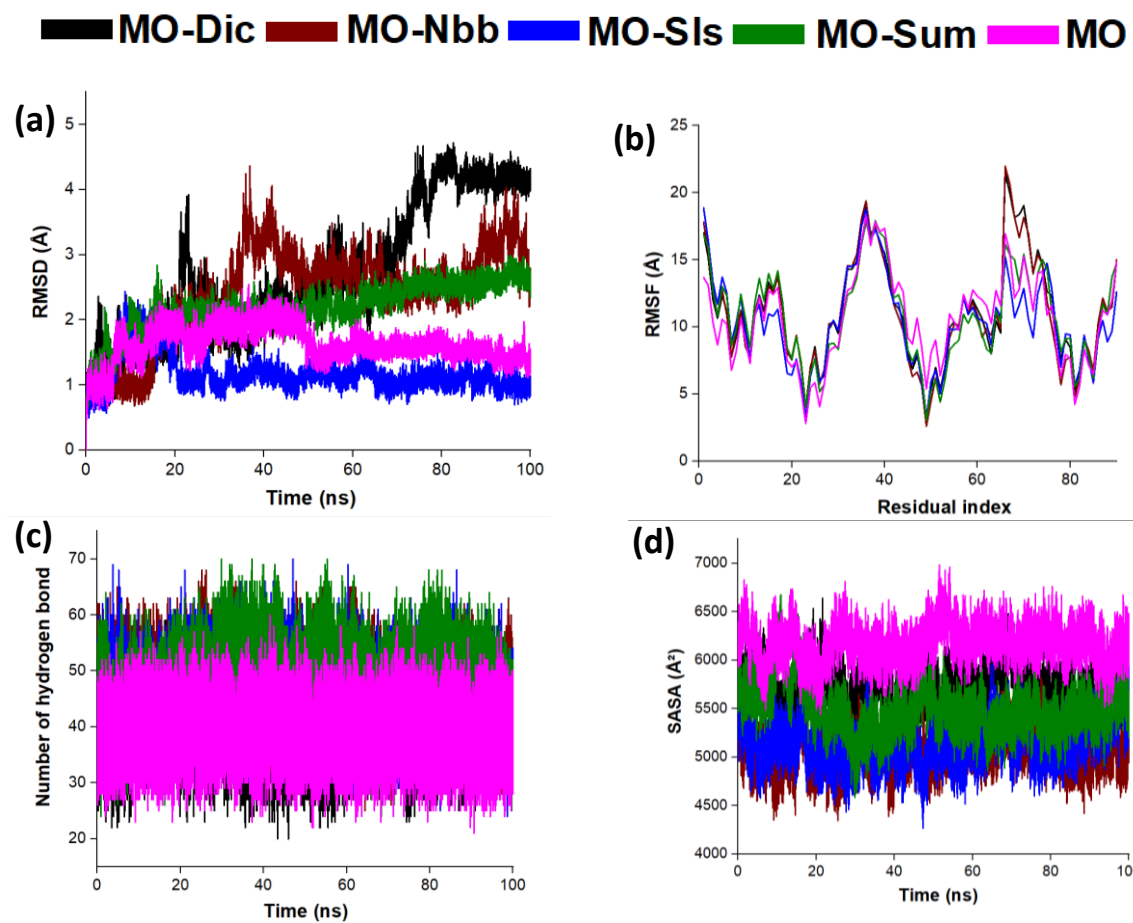 MO-Dic MO-Nbb MO-Sls MO-Sum MO
(a)
RMSD (Å)
5
4
3
2
1
0
0 20 40 60 80 100
Time (ns)
(b)
RMSF (Å)
25
20
15
10
5
0
0 20 40 60 80
Residual index
(c)
Number of hydrogen bond
70
60
50
40
30
20
0 20 40 60 80 100
Time (ns)
(d)
SASA (Å²)
7000
6500
6000
5500
5000
4500
4000
0 20 40 60 80 10
Time (ns)